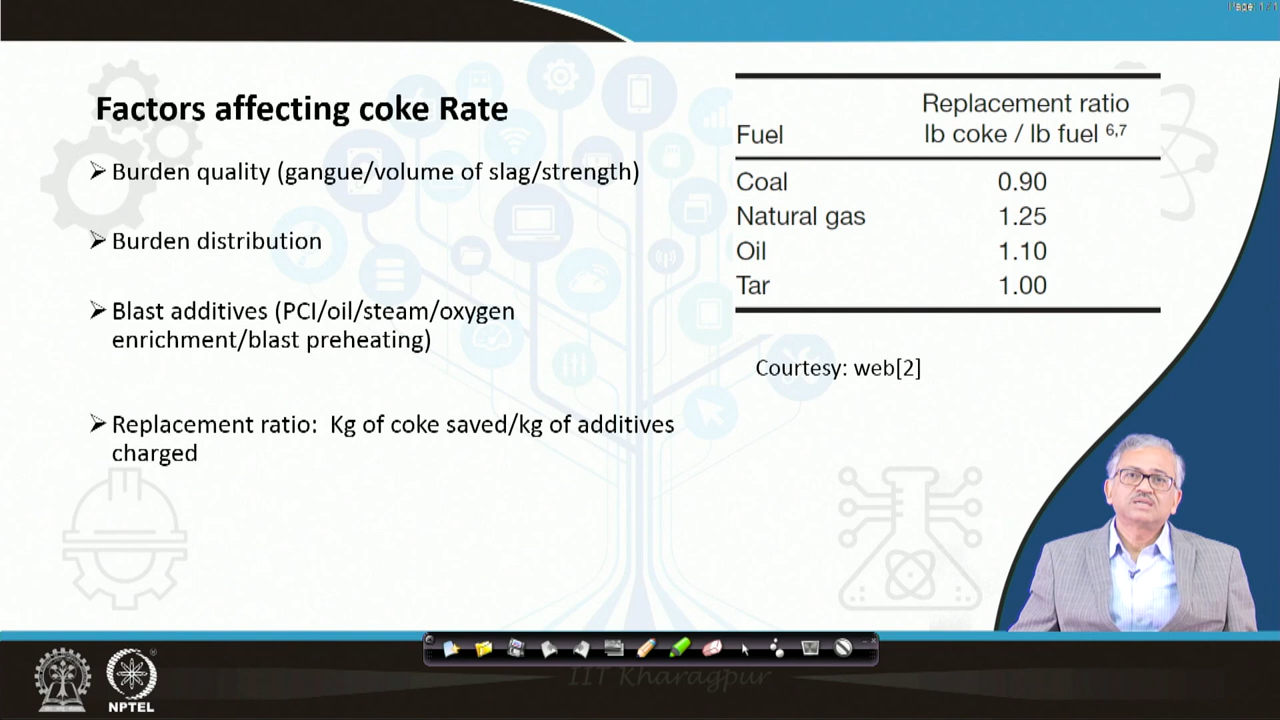 Page: 1 / 1
Factors affecting coke Rate
➢ Burden quality (gangue/volume of slag/strength)
➢ Burden distribution
➢ Blast additives (PCI/oil/steam/oxygen
enrichment/blast preheating)
➢ Replacement ratio: Kg of coke saved/kg of additives
charged
Replacement ratio
Fuel lb coke / lb fuel 6,7
Coal 0.90
Natural gas 1.25
Oil 1.10
Tar 1.00
Courtesy: web[2]
IIT Kharagpur
NPTEL